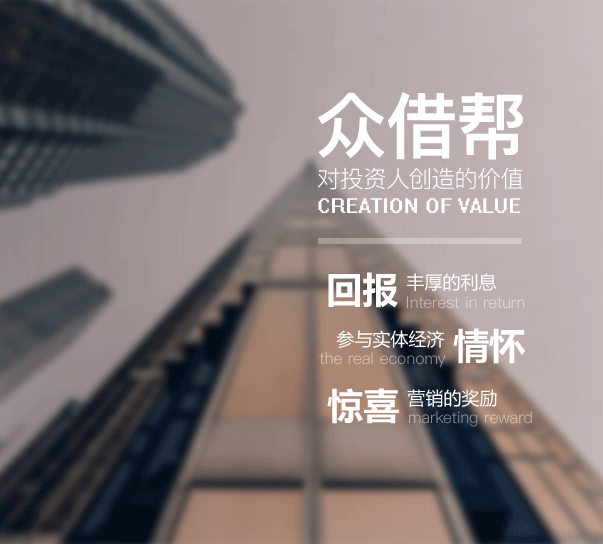 众借帮
对投资人创造的价值
CREATION OF VALUE
回报 丰厚的利息
Interest in return
参与实体经济 情怀
the real economy
惊喜 营销的奖励
marketing reward